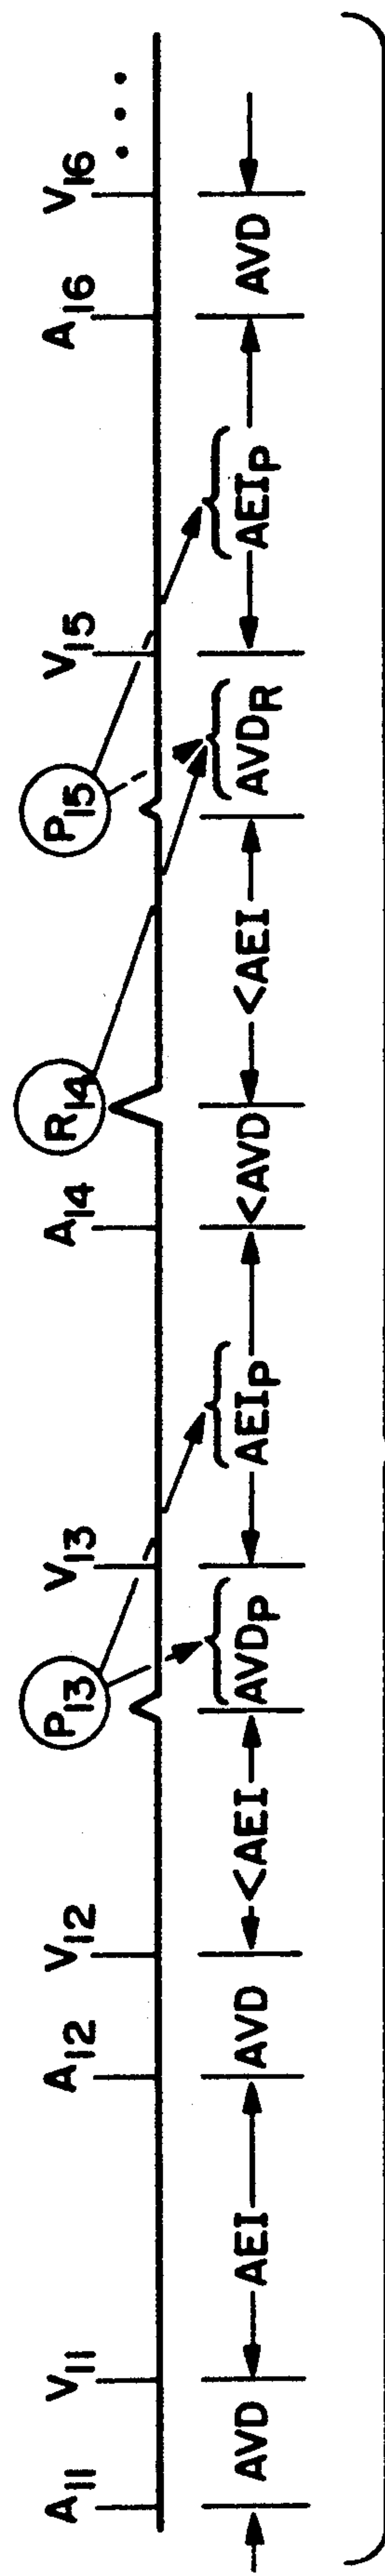 A11 V11 A12 V12 P13 V13 A14 R14 P15 V15 A16 V16 ...
AVD AEI AVD <AEI AVDP AEIP <AVD <AEI AVDR AEIP AVD